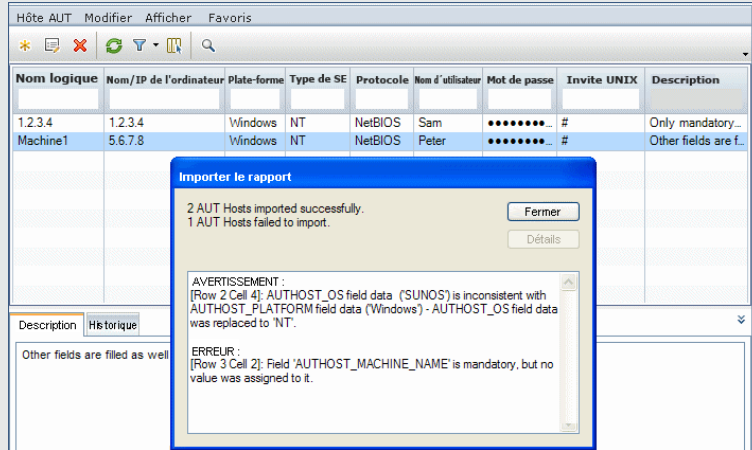 Hôte AUT Modifier Afficher Favoris
Nom logique Nom/IP de l'ordinateur Plate-forme Type de SE Protocole Nom d´utilisateur Mot de passe Invite UNIX Description
1.2.3.4 1.2.3.4 Windows NT NetBIOS Sam ●●●●●●●●... # Only mandatory...
Machine1 5.6.7.8 Windows NT NetBIOS Peter ●●●●●●●●... # Other fields are f...
Importer le rapport
2 AUT Hosts imported successfully.
1 AUT Hosts failed to import.
Fermer
Détails
AVERTISSEMENT :
[Row 2 Cell 4]: AUTHOST_OS field data ('SUNOS') is inconsistent with
AUTHOST_PLATFORM field data ('Windows') - AUTHOST_OS field data
was replaced to 'NT'.
ERREUR :
[Row 3 Cell 2]: Field 'AUTHOST_MACHINE_NAME' is mandatory, but no
value was assigned to it.
Description Historique
Other fields are filled as well